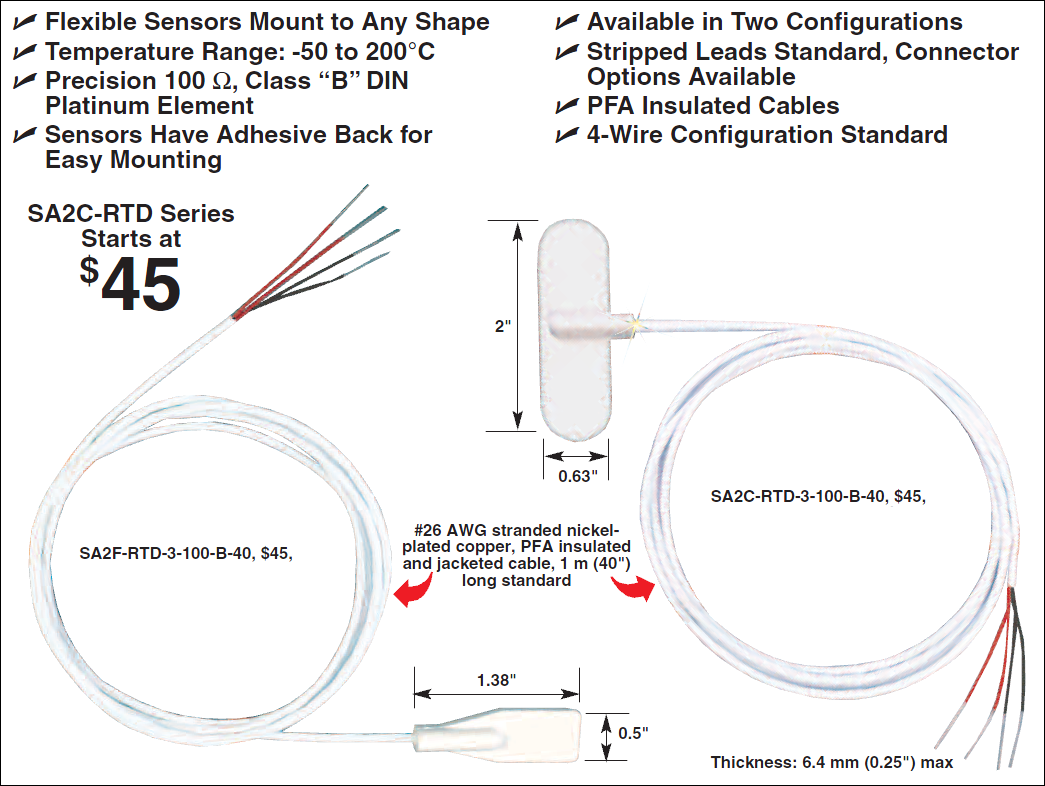 Flexible Sensors Mount to Any Shape
Temperature Range: -50 to 200°C
Precision 100 Ω, Class “B” DIN
Platinum Element
Sensors Have Adhesive Back for
Easy Mounting
Available in Two Configurations
Stripped Leads Standard, Connector
Options Available
PFA Insulated Cables
4-Wire Configuration Standard
SA2C-RTD Series
Starts at
$45
2"
0.63"
SA2C-RTD-3-100-B-40, $45,
SA2F-RTD-3-100-B-40, $45,
#26 AWG stranded nickel-
plated copper, PFA insulated
and jacketed cable, 1 m (40")
long standard
1.38"
0.5"
Thickness: 6.4 mm (0.25") max